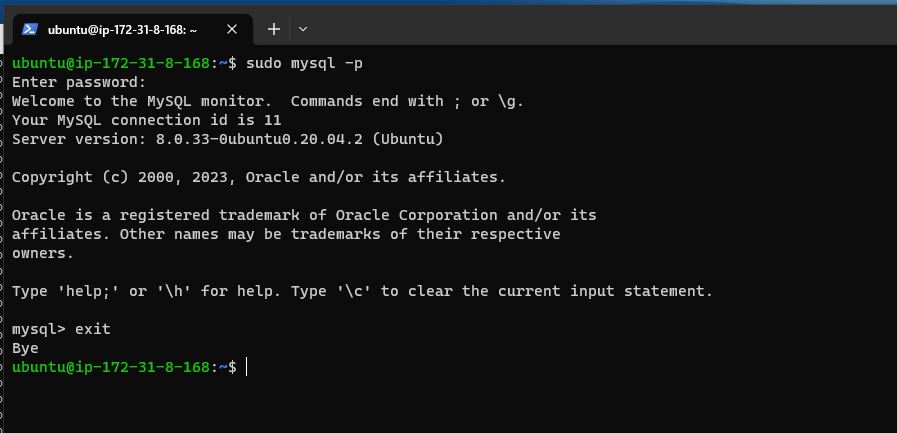 ubuntu@ip-172-31-8-168: ~
ubuntu@ip-172-31-8-168:~$ sudo mysql -p
Enter password:
Welcome to the MySQL monitor.  Commands end with ; or \g.
Your MySQL connection id is 11
Server version: 8.0.33-0ubuntu0.20.04.2 (Ubuntu)
Copyright (c) 2000, 2023, Oracle and/or its affiliates.
Oracle is a registered trademark of Oracle Corporation and/or its
affiliates. Other names may be trademarks of their respective
owners.
Type 'help;' or '\h' for help. Type '\c' to clear the current input statement.
mysql> exit
Bye
ubuntu@ip-172-31-8-168:~$